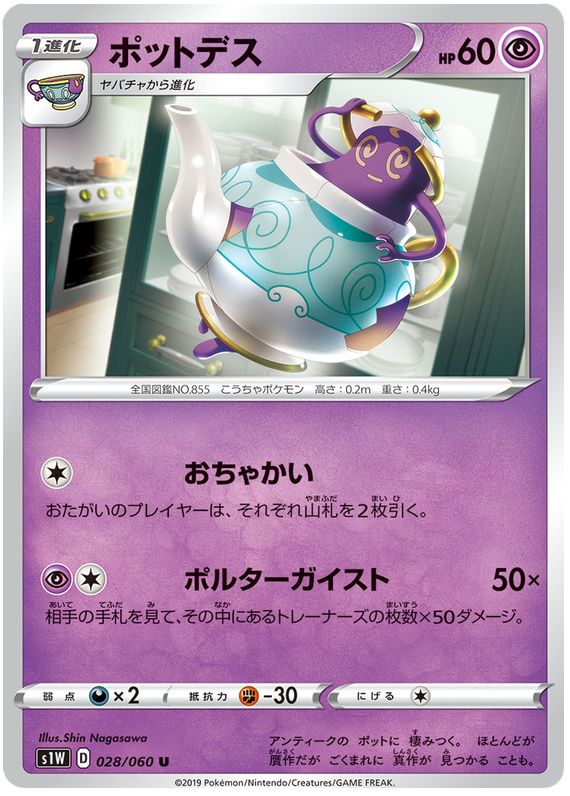 1進化 ポットデス HP60
ヤバチャから進化
全国図鑑NO.855 こうちゃポケモン 高さ:0.2m 重さ:0.4kg
おちゃかい
おたがいのプレイヤーは、それぞれ山札を2枚引く。
ポルターガイスト 50×
相手の手札を見て、その中にあるトレーナーズの枚数×50ダメージ。
弱点 ×2 抵抗力 -30 にげる
Illus.Shin Nagasawa
s1W D 028/060 U
アンティークの ポットに 棲みつく。 ほとんどが
贋作だが ごくまれに 真作が 見つかる ことも。
©2019 Pokémon/Nintendo/Creatures/GAME FREAK.